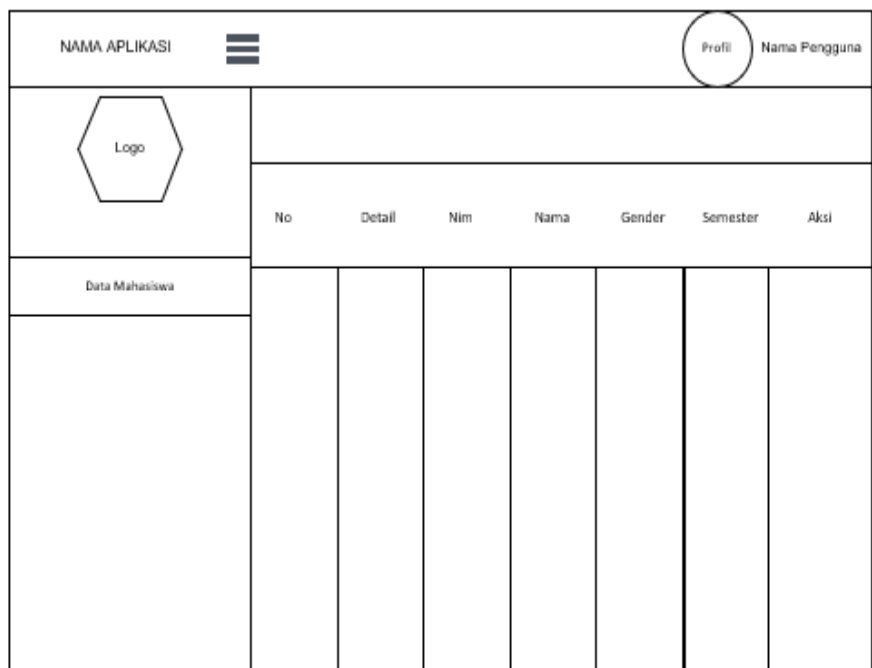 NAMA APLIKASI
Profil
Nama Pengguna
Logo
No Detail Nim Nama Gender Semester Aksi
Data Mahasiswa